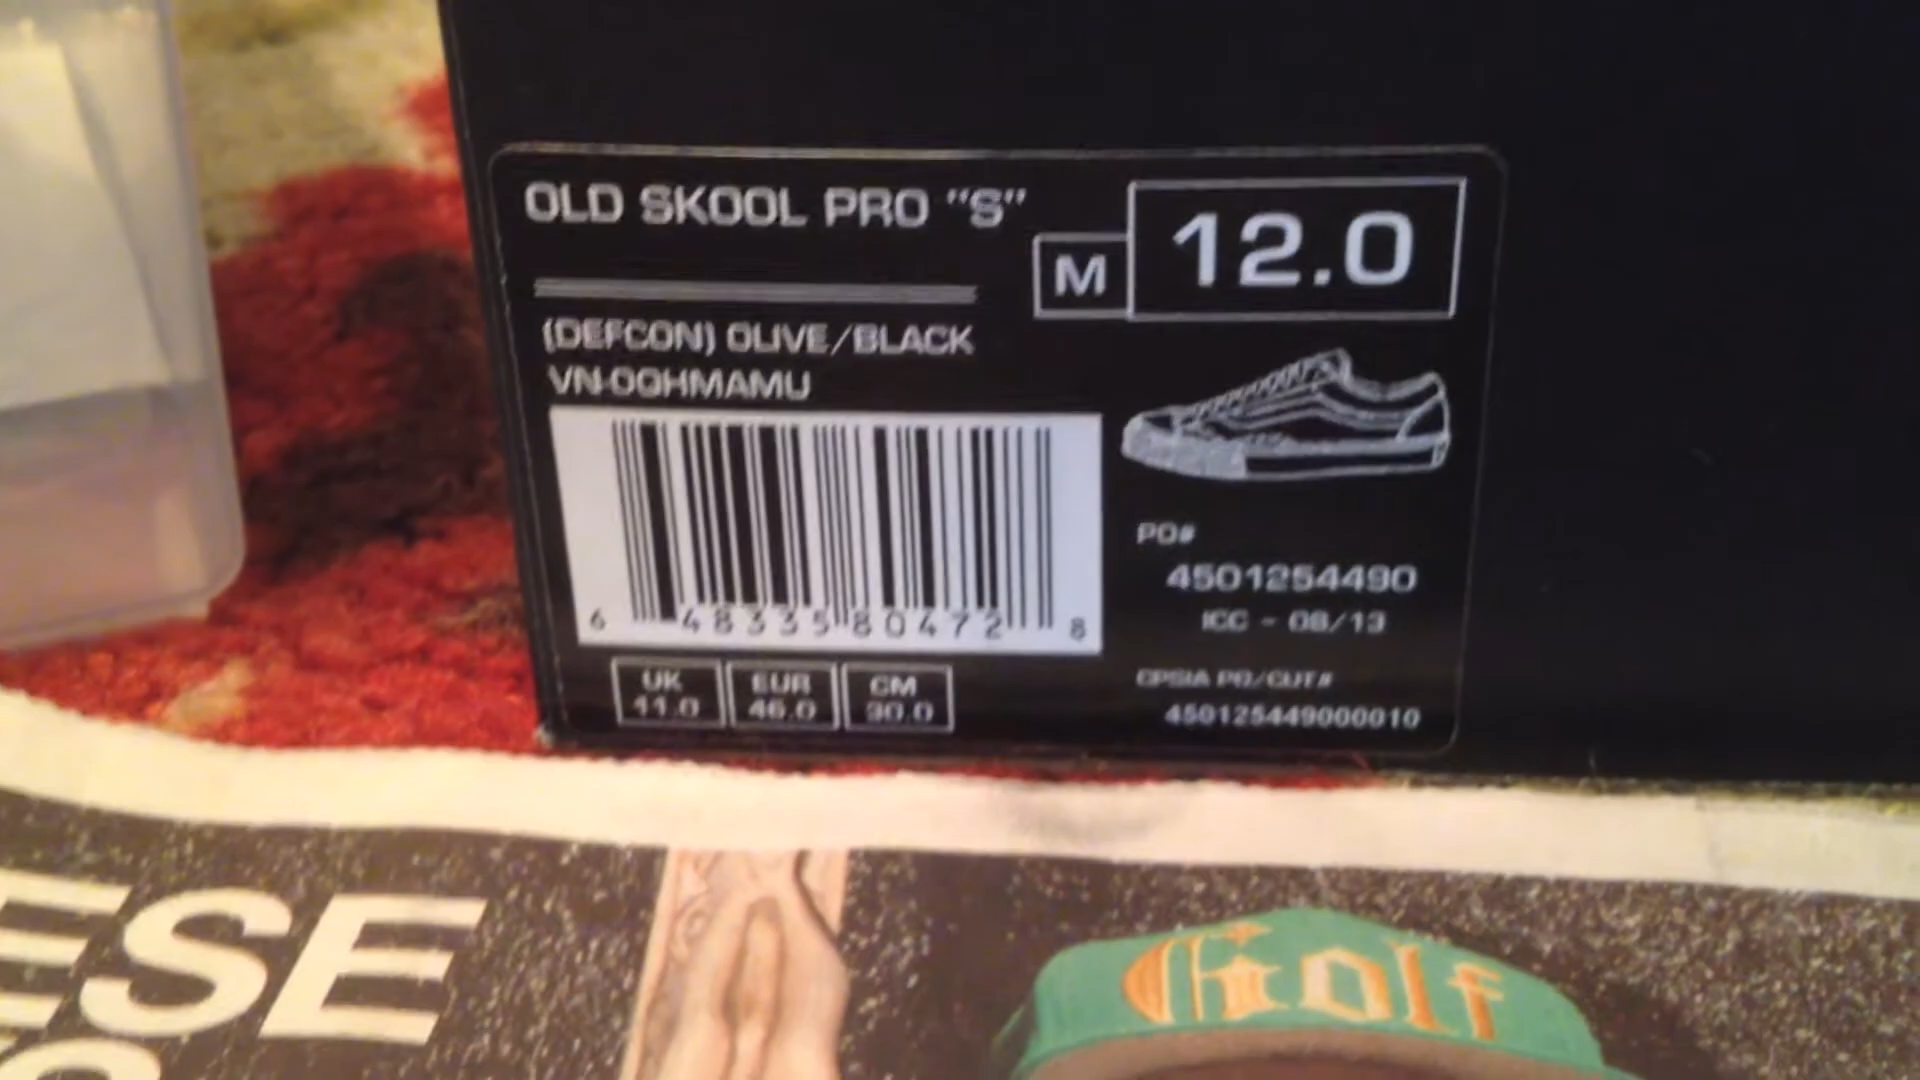 OLD SKOOL PRO "S"
M
12.0
(DEFCON) OLIVE/BLACK
VN-0QHMAMU
6 48335 80472 8
PO#
4501254490
ICC - 08/13
UK
11.0
EUR
46.0
CM
30.0
CPSIA PO/CUT#
450125449000010
ESE
Golf